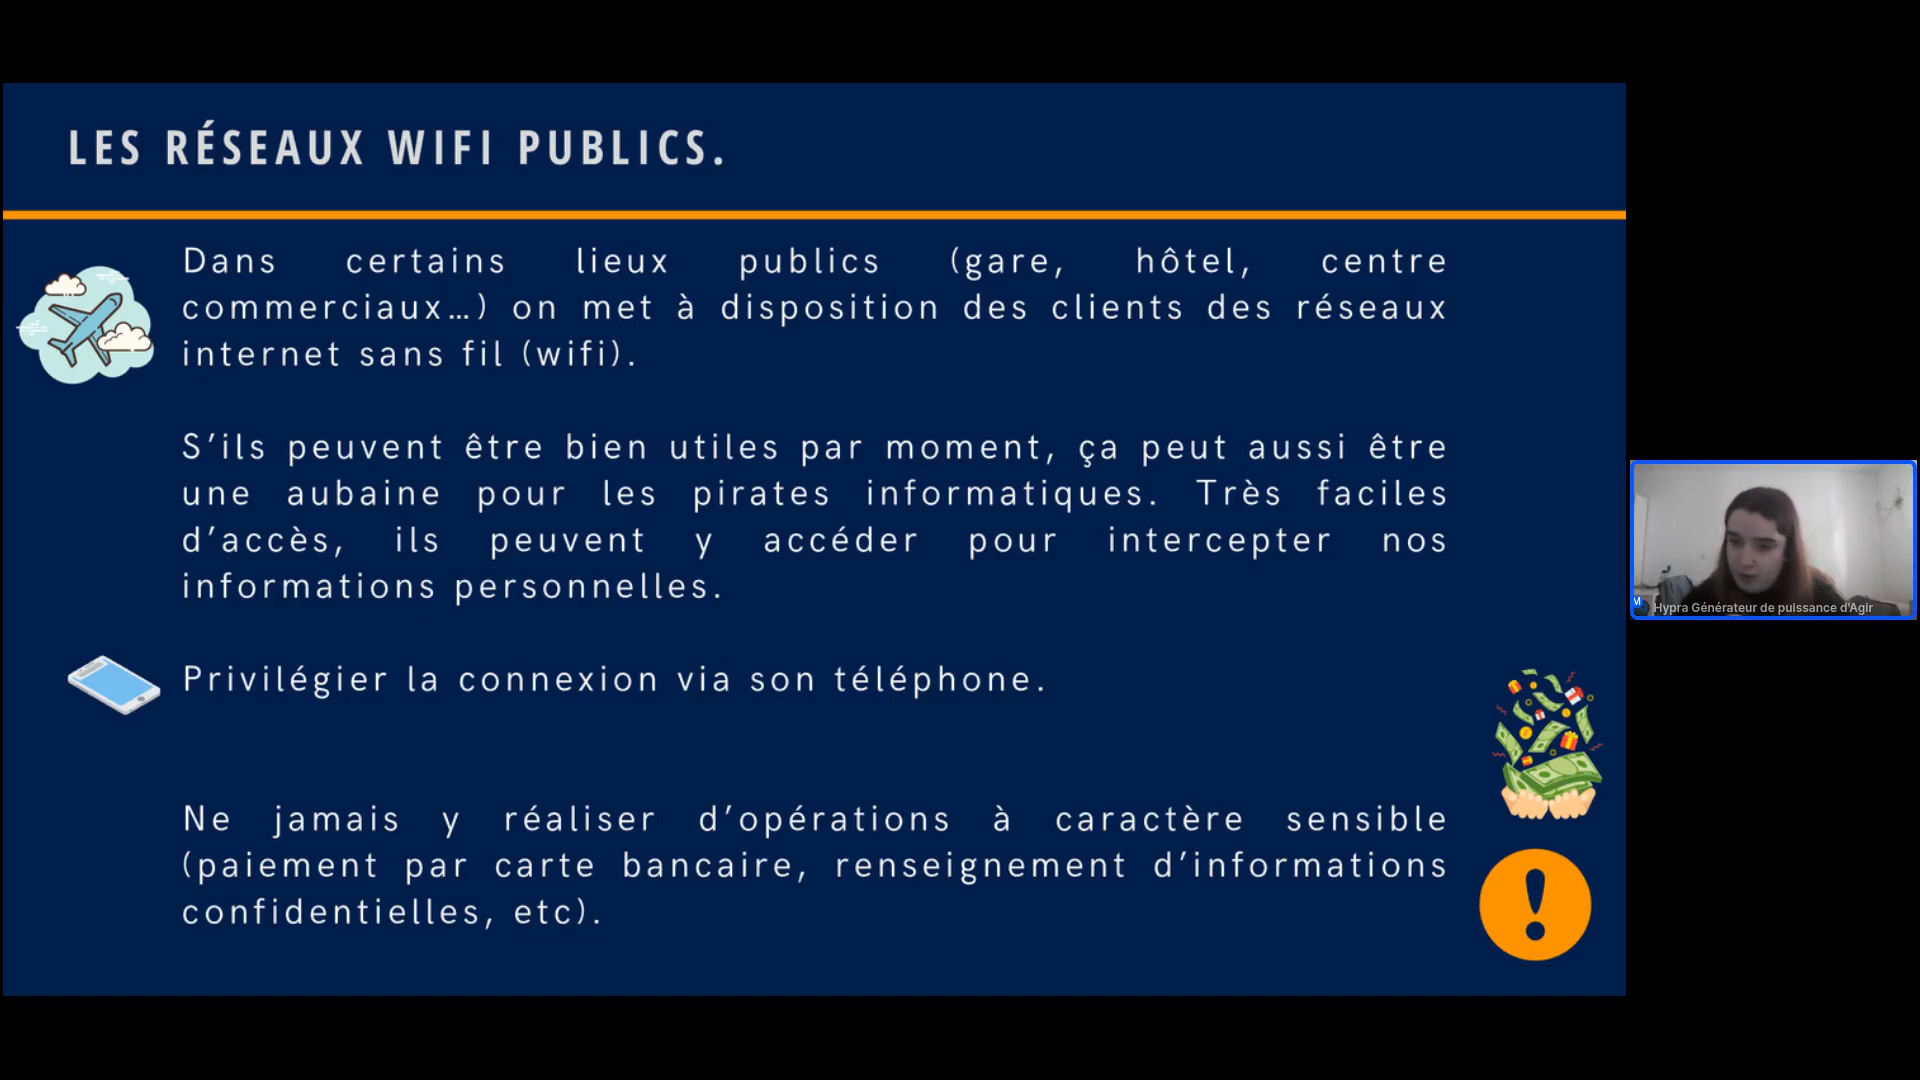 LES RÉSEAUX WIFI PUBLICS.
Dans certains lieux publics (gare, hôtel, centre
commerciaux...) on met à disposition des clients des réseaux
internet sans fil (wifi).
S'ils peuvent être bien utiles par moment, ça peut aussi être
une aubaine pour les pirates informatiques. Très faciles
d'accès, ils peuvent y accéder pour intercepter nos
informations personnelles.
Privilégier la connexion via son téléphone.
Ne jamais y réaliser d'opérations à caractère sensible
(paiement par carte bancaire, renseignement d'informations
confidentielles, etc).
M
Hypra Générateur de puissance d'Agir